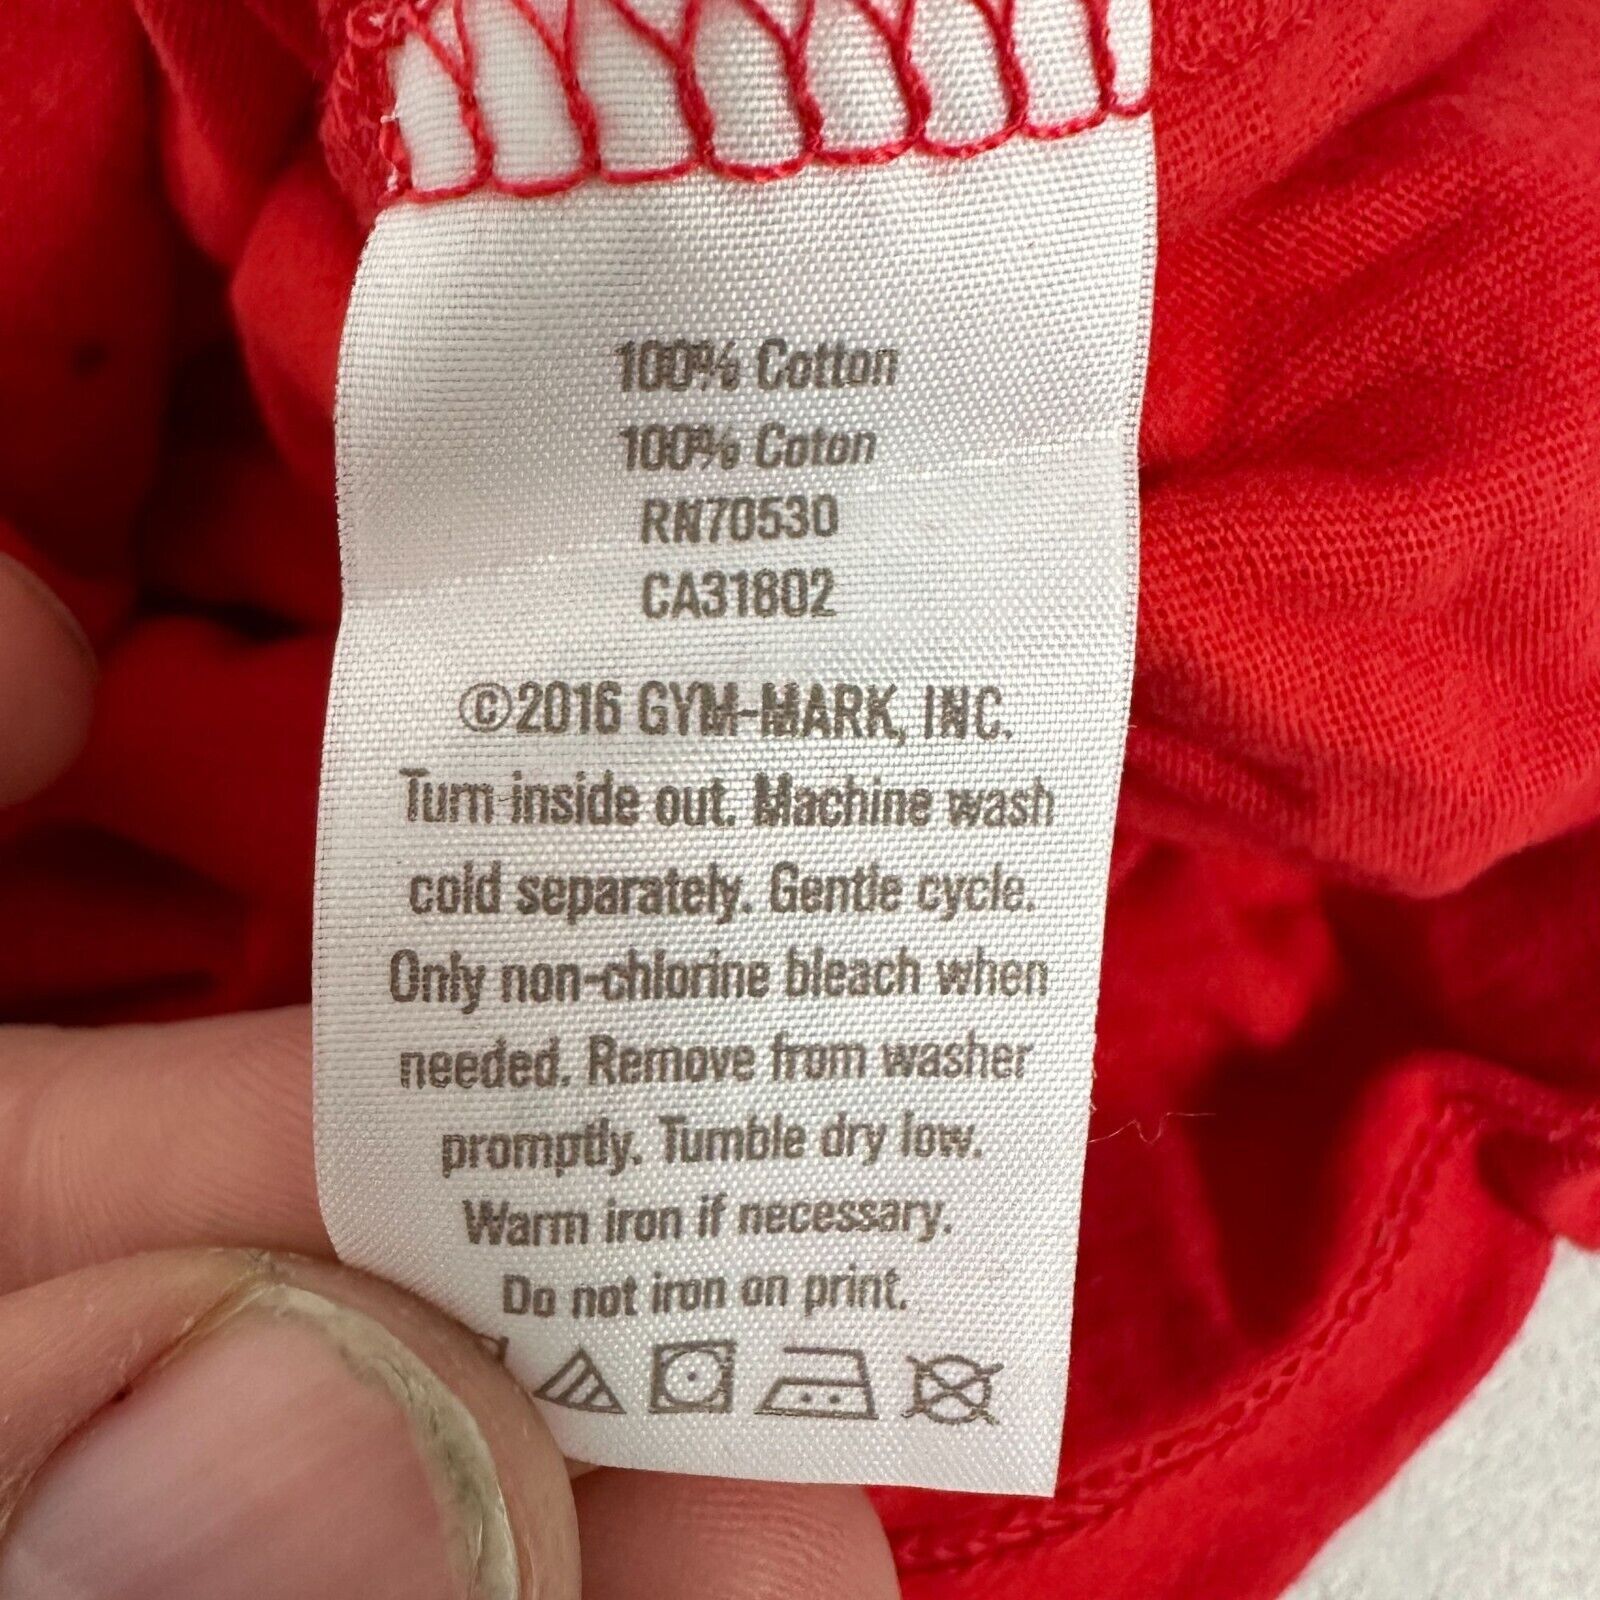 100% Cotton
100% Coton
RN70530
CA31802
©2016 GYM-MARK, INC.
Turn inside out. Machine wash
cold separately. Gentle cycle.
Only non-chlorine bleach when
needed. Remove from washer
promptly. Tumble dry low.
Warm iron if necessary.
Do not iron on print.